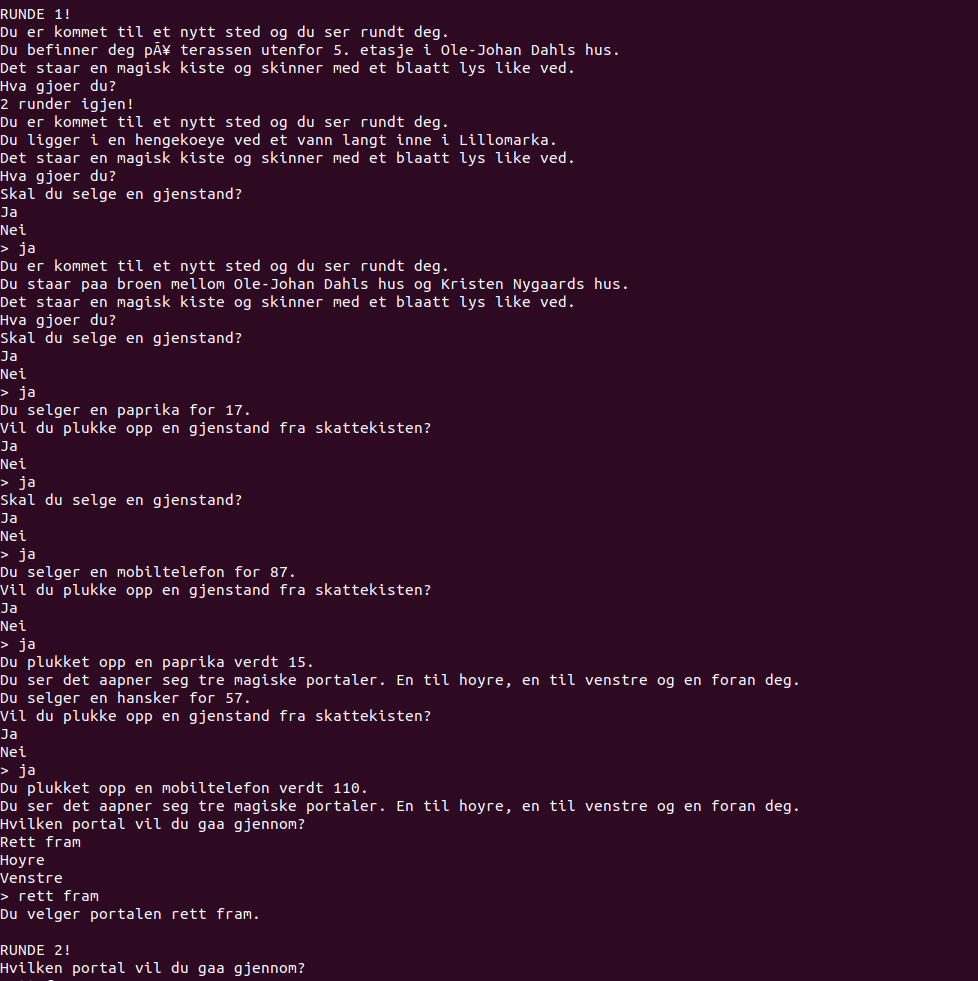 RUNDE 1!
Du er kommet til et nytt sted og du ser rundt deg.
Du befinner deg pÃ¥ terassen utenfor 5. etasje i Ole-Johan Dahls hus.
Det staar en magisk kiste og skinner med et blaatt lys like ved.
Hva gjoer du?
2 runder igjen!
Du er kommet til et nytt sted og du ser rundt deg.
Du ligger i en hengekoeye ved et vann langt inne i Lillomarka.
Det staar en magisk kiste og skinner med et blaatt lys like ved.
Hva gjoer du?
Skal du selge en gjenstand?
Ja
Nei
> ja
Du er kommet til et nytt sted og du ser rundt deg.
Du staar paa broen mellom Ole-Johan Dahls hus og Kristen Nygaards hus.
Det staar en magisk kiste og skinner med et blaatt lys like ved.
Hva gjoer du?
Skal du selge en gjenstand?
Ja
Nei
> ja
Du selger en paprika for 17.
Vil du plukke opp en gjenstand fra skattekisten?
Ja
Nei
> ja
Skal du selge en gjenstand?
Ja
Nei
> ja
Du selger en mobiltelefon for 87.
Vil du plukke opp en gjenstand fra skattekisten?
Ja
Nei
> ja
Du plukket opp en paprika verdt 15.
Du ser det aapner seg tre magiske portaler. En til hoyre, en til venstre og en foran deg.
Du selger en hansker for 57.
Vil du plukke opp en gjenstand fra skattekisten?
Ja
Nei
> ja
Du plukket opp en mobiltelefon verdt 110.
Du ser det aapner seg tre magiske portaler. En til hoyre, en til venstre og en foran deg.
Hvilken portal vil du gaa gjennom?
Rett fram
Hoyre
Venstre
> rett fram
Du velger portalen rett fram.
RUNDE 2!
Hvilken portal vil du gaa gjennom?